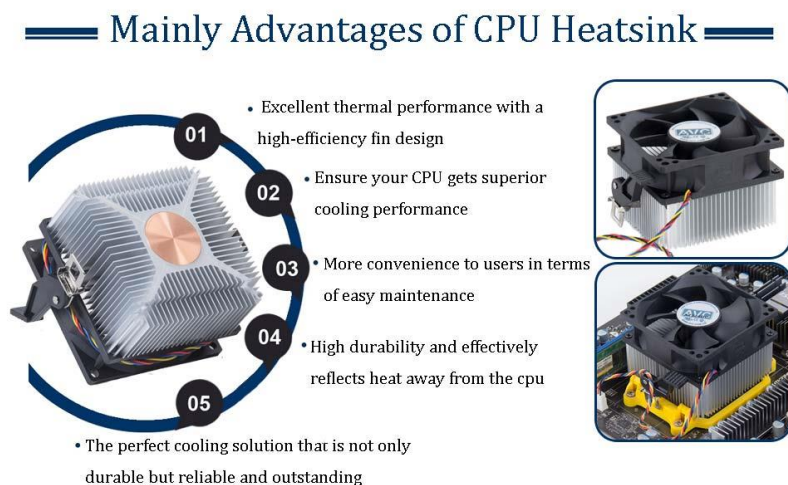 Mainly Advantages of CPU Heatsink
01
• Excellent thermal performance with a
high-efficiency fin design
02
• Ensure your CPU gets superior
cooling performance
03
• More convenience to users in terms
of easy maintenance
04
• High durability and effectively
reflects heat away from the cpu
05
• The perfect cooling solution that is not only
durable but reliable and outstanding
AVC
AVC